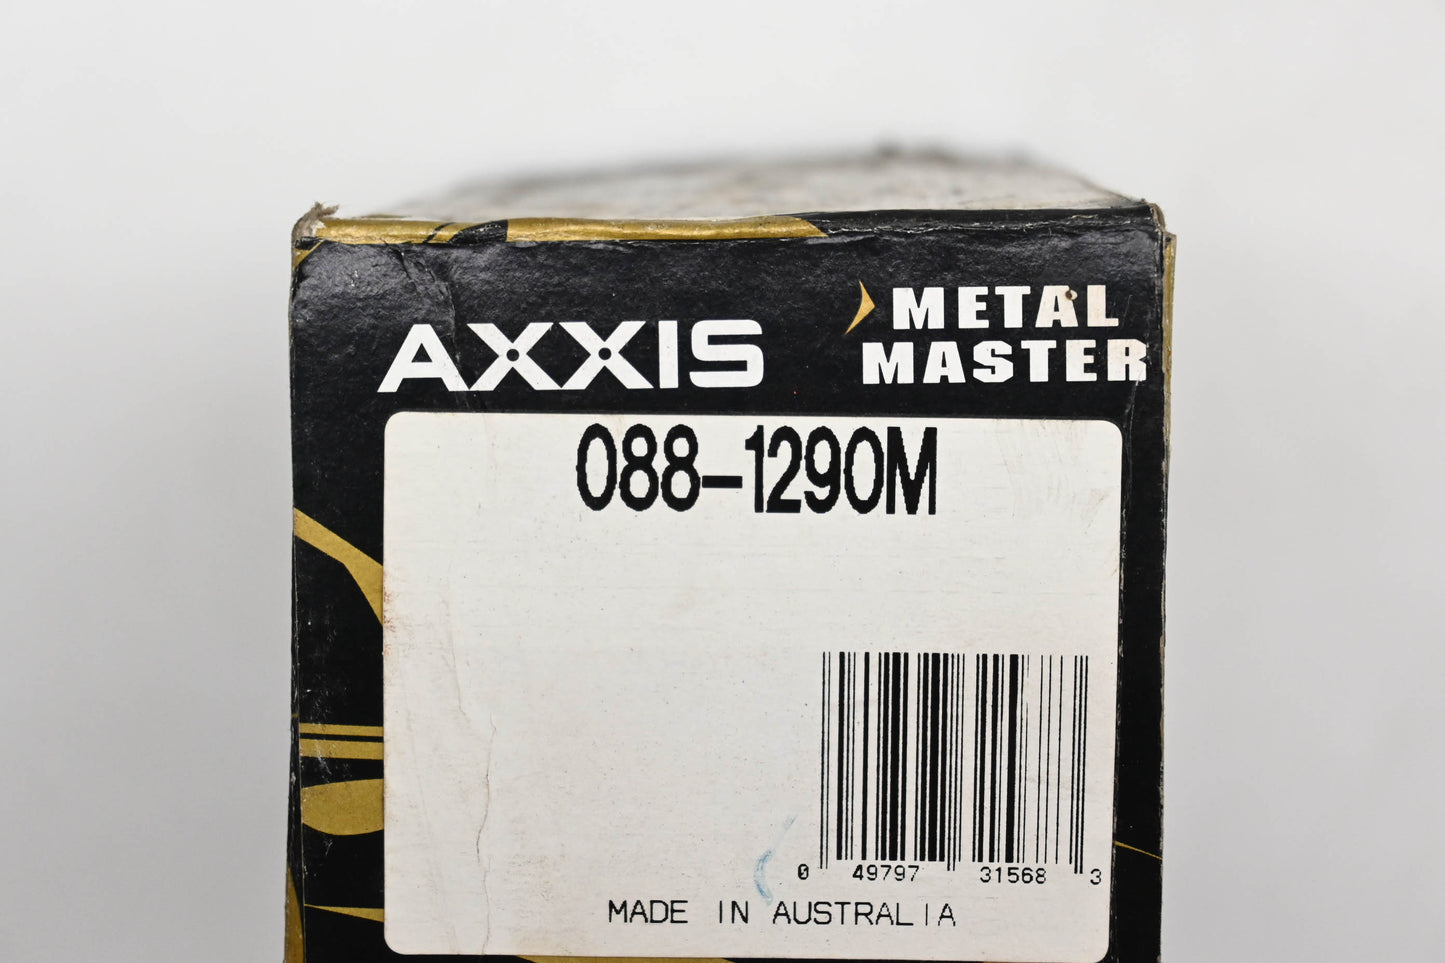 AXXIS
METAL
MASTER
088-1290M
0 49797 31568 3
MADE IN AUSTRALIA